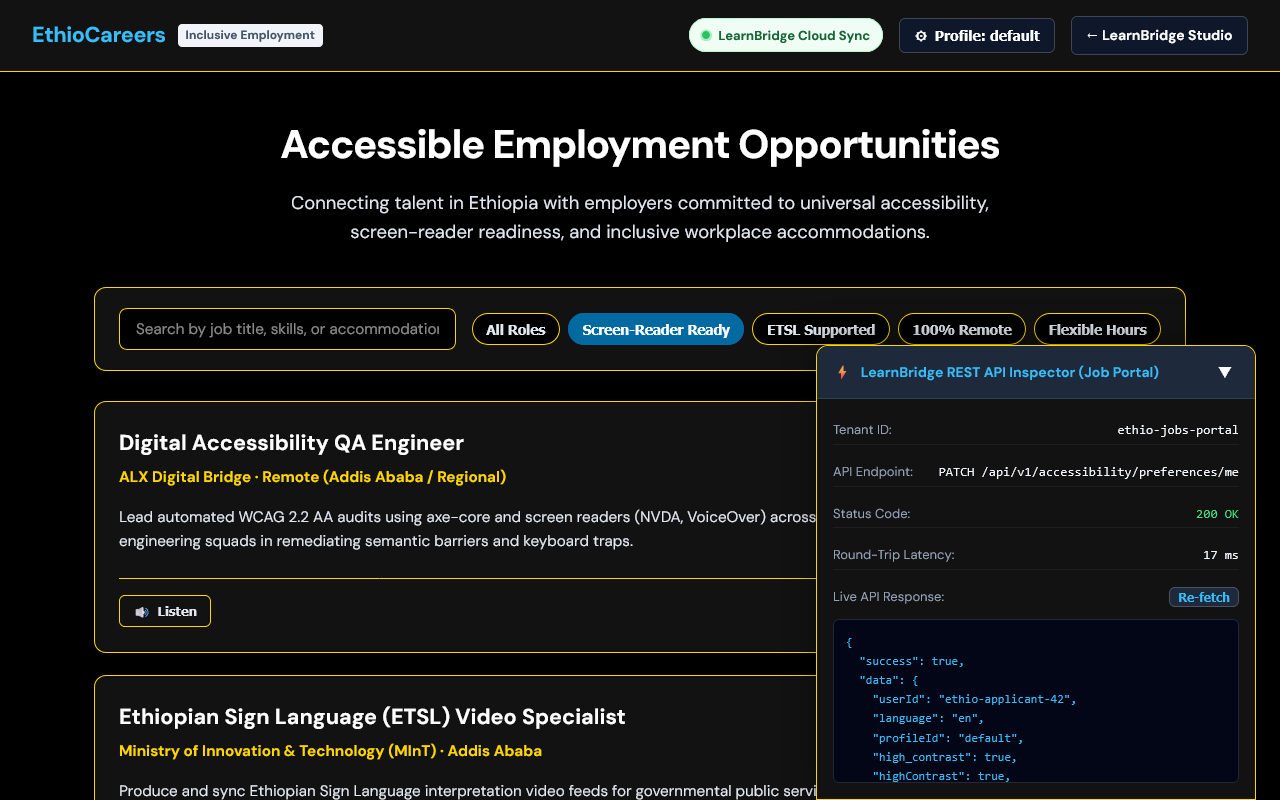 EthioCareers
Inclusive Employment
LearnBridge Cloud Sync
⚙ Profile: default
← LearnBridge Studio
Accessible Employment Opportunities
Connecting talent in Ethiopia with employers committed to universal accessibility,
screen-reader readiness, and inclusive workplace accommodations.
Search by job title, skills, or accommodation
All Roles
Screen-Reader Ready
ETSL Supported
100% Remote
Flexible Hours
Digital Accessibility QA Engineer
ALX Digital Bridge · Remote (Addis Ababa / Regional)
Lead automated WCAG 2.2 AA audits using axe-core and screen readers (NVDA, VoiceOver) across
engineering squads in remediating semantic barriers and keyboard traps.
🔊 Listen
Ethiopian Sign Language (ETSL) Video Specialist
Ministry of Innovation & Technology (MInT) · Addis Ababa
Produce and sync Ethiopian Sign Language interpretation video feeds for governmental public servi
⚡ LearnBridge REST API Inspector (Job Portal) ▼
Tenant ID: ethio-jobs-portal
API Endpoint: PATCH /api/v1/accessibility/preferences/me
Status Code: 200 OK
Round-Trip Latency: 17 ms
Live API Response: Re-fetch
{
"success": true,
"data": {
"userId": "ethio-applicant-42",
"language": "en",
"profileId": "default",
"high_contrast": true,
"highContrast": true,